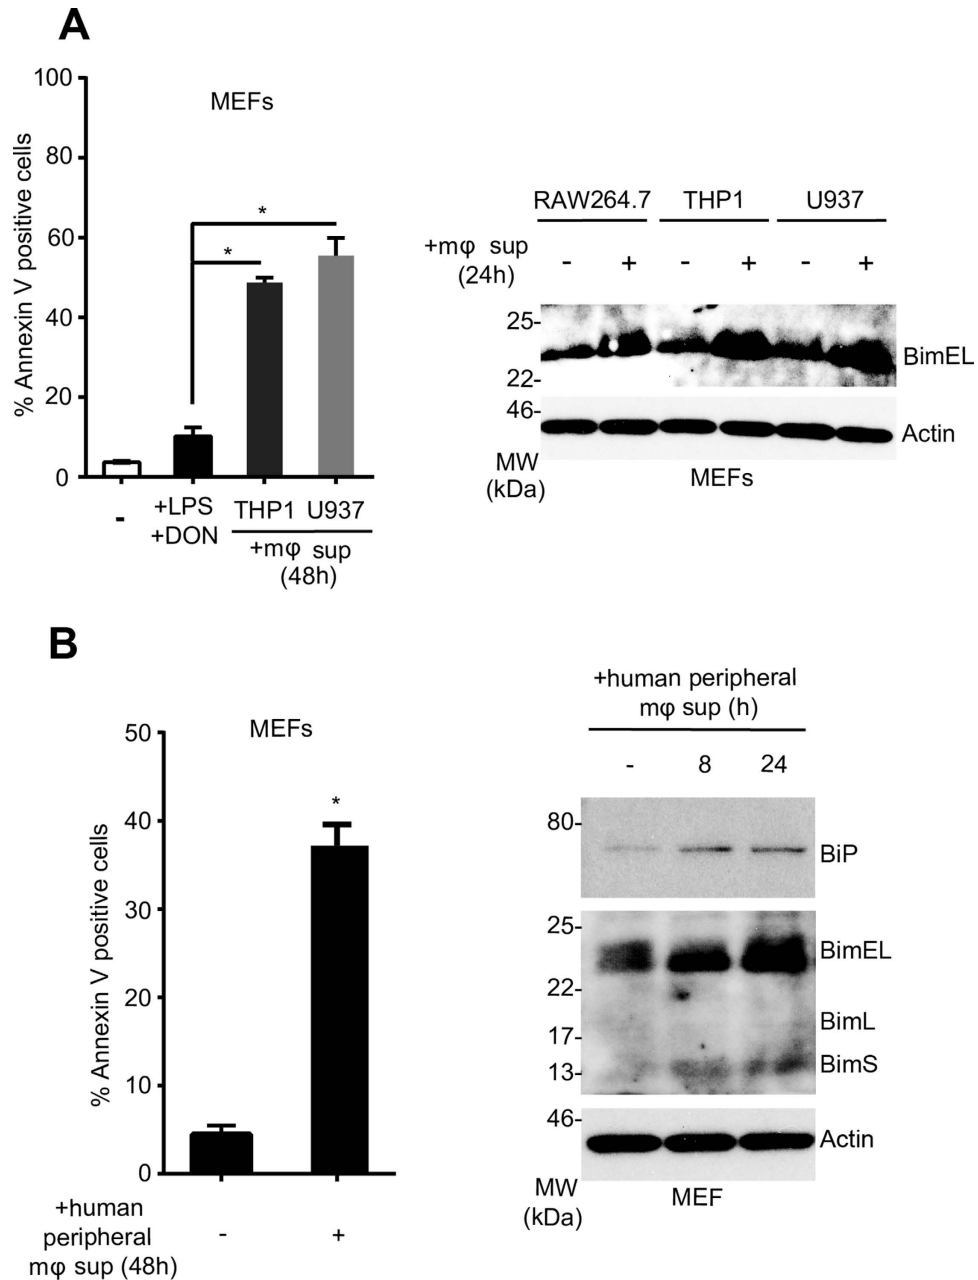 A
MEFs
% Annexin V positive cells
100
80
60
40
20
0
*
*
-
+LPS
+DON
THP1 U937
+mφ sup
(48h)
RAW264.7 THP1 U937
+mφ sup
(24h)
- + - + - +
25-
22-
BimEL
46-
Actin
MW
(kDa)
MEFs
B
MEFs
% Annexin V positive cells
50
40
30
20
10
0
*
+human
peripheral
mφ sup (48h)
- +
+human peripheral
mφ sup (h)
- 8 24
80-
BiP
25-
BimEL
22-
BimL
17-
BimS
13-
46-
Actin
MW
(kDa)
MEF